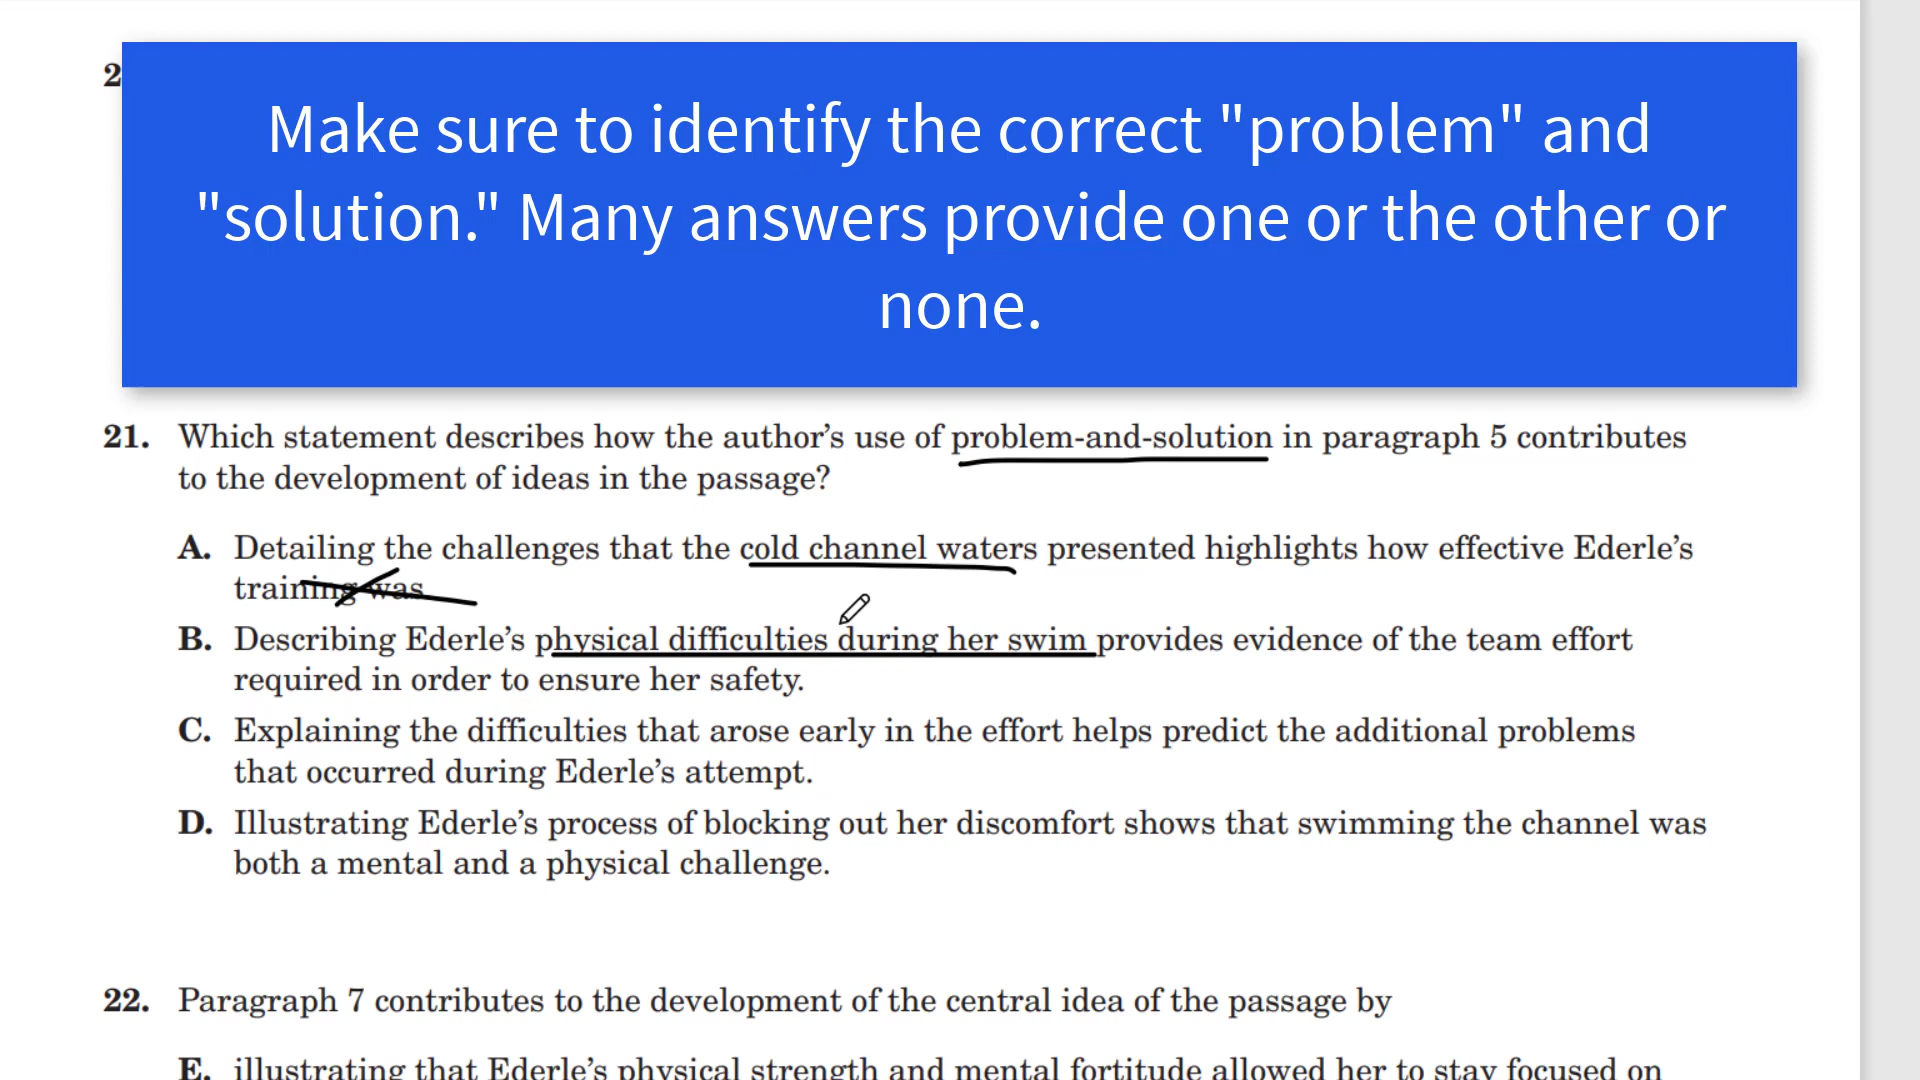 2
Make sure to identify the correct "problem" and
"solution." Many answers provide one or the other or
none.
21. Which statement describes how the author’s use of problem-and-solution in paragraph 5 contributes
to the development of ideas in the passage?
A. Detailing the challenges that the cold channel waters presented highlights how effective Ederle’s
training was.
B. Describing Ederle’s physical difficulties during her swim provides evidence of the team effort
required in order to ensure her safety.
C. Explaining the difficulties that arose early in the effort helps predict the additional problems
that occurred during Ederle’s attempt.
D. Illustrating Ederle’s process of blocking out her discomfort shows that swimming the channel was
both a mental and a physical challenge.
22. Paragraph 7 contributes to the development of the central idea of the passage by
E. illustrating that Ederle’s physical strength and mental fortitude allowed her to stay focused on